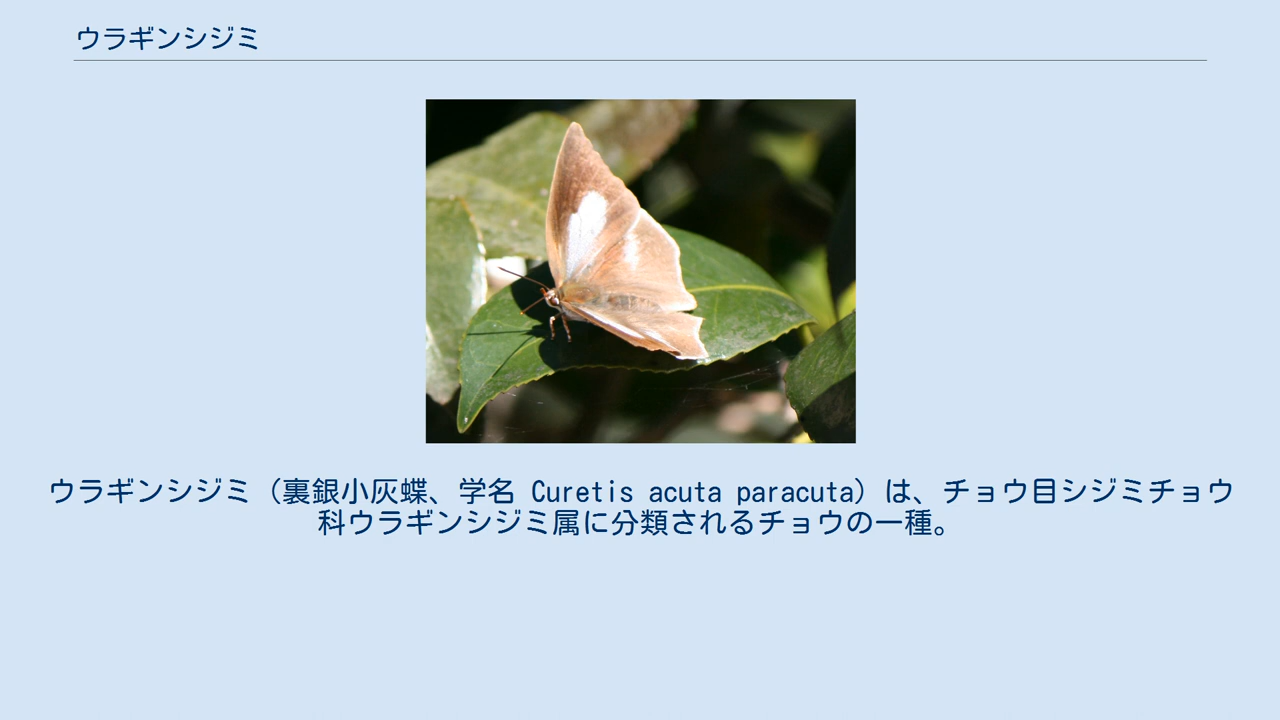 ウラギンシジミ
ウラギンシジミ（裏銀小灰蝶、学名 Curetis acuta paracuta）は、チョウ目シジミチョウ
科ウラギンシジミ属に分類されるチョウの一種。